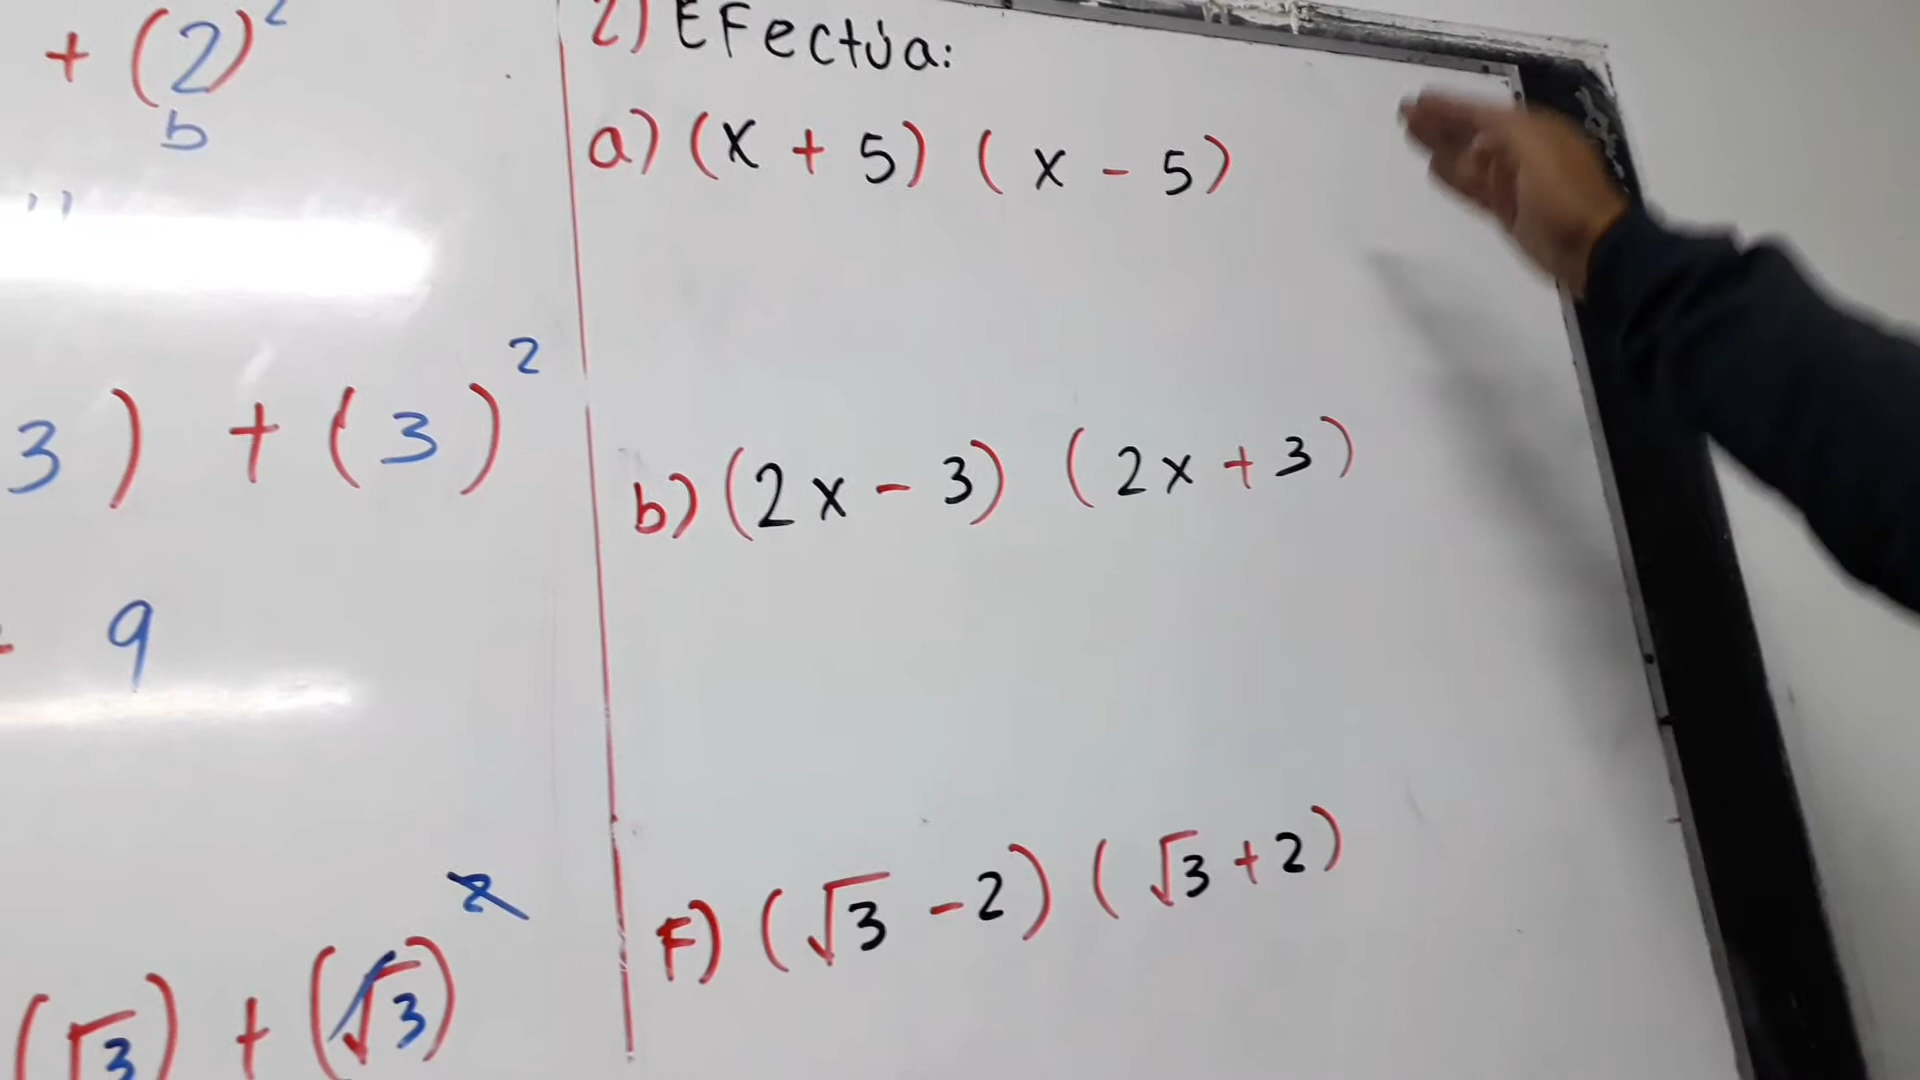 + (2)²
b
3 ) + (3)²
9
(√3) + (√3)²
2) EFectúa:
a) (x + 5) (x - 5)
b) (2x - 3) (2x + 3)
F) (√3 - 2) (√3 + 2)